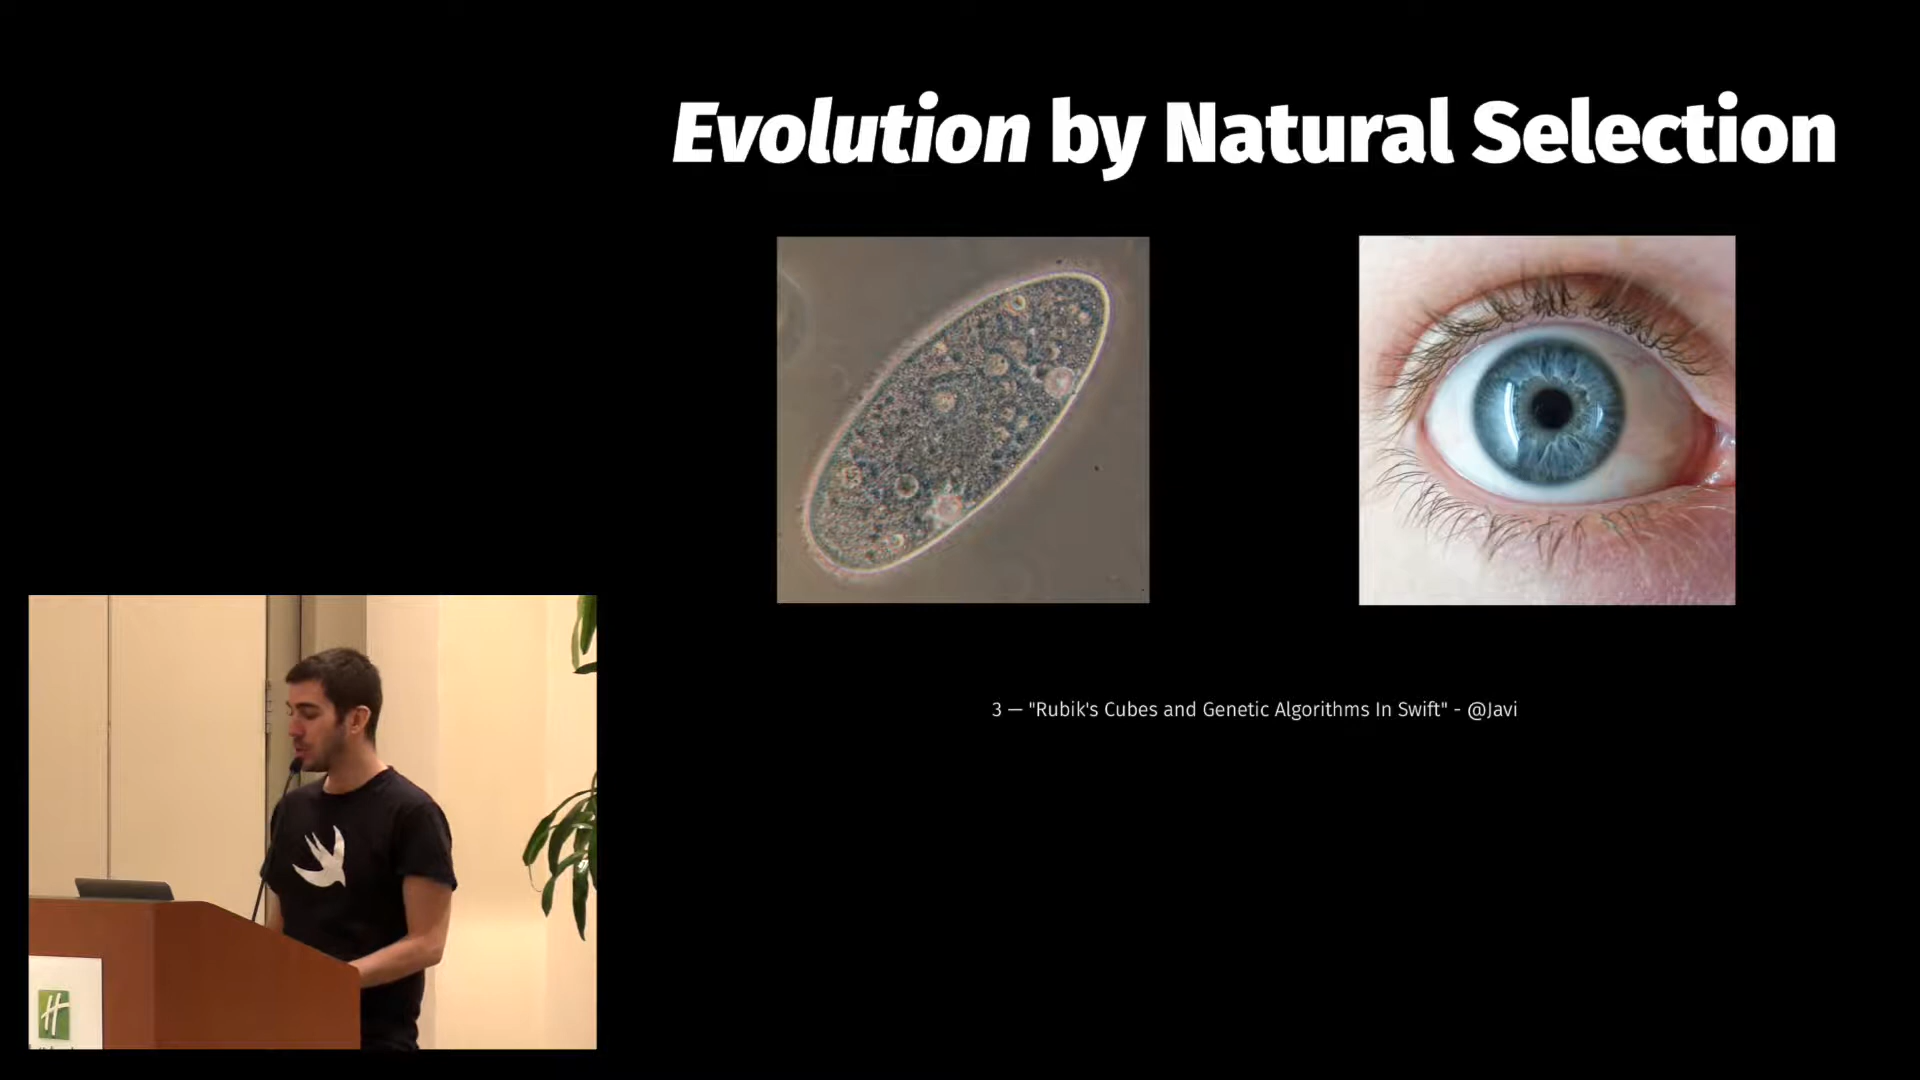 Evolution by Natural Selection
3 — "Rubik's Cubes and Genetic Algorithms In Swift" - @Javi
H